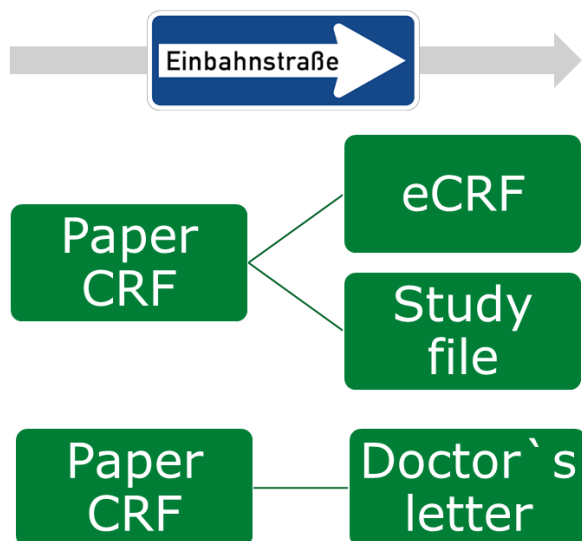 Einbahnstraße
Paper
CRF
eCRF
Study
file
Paper
CRF
Doctor`s
letter